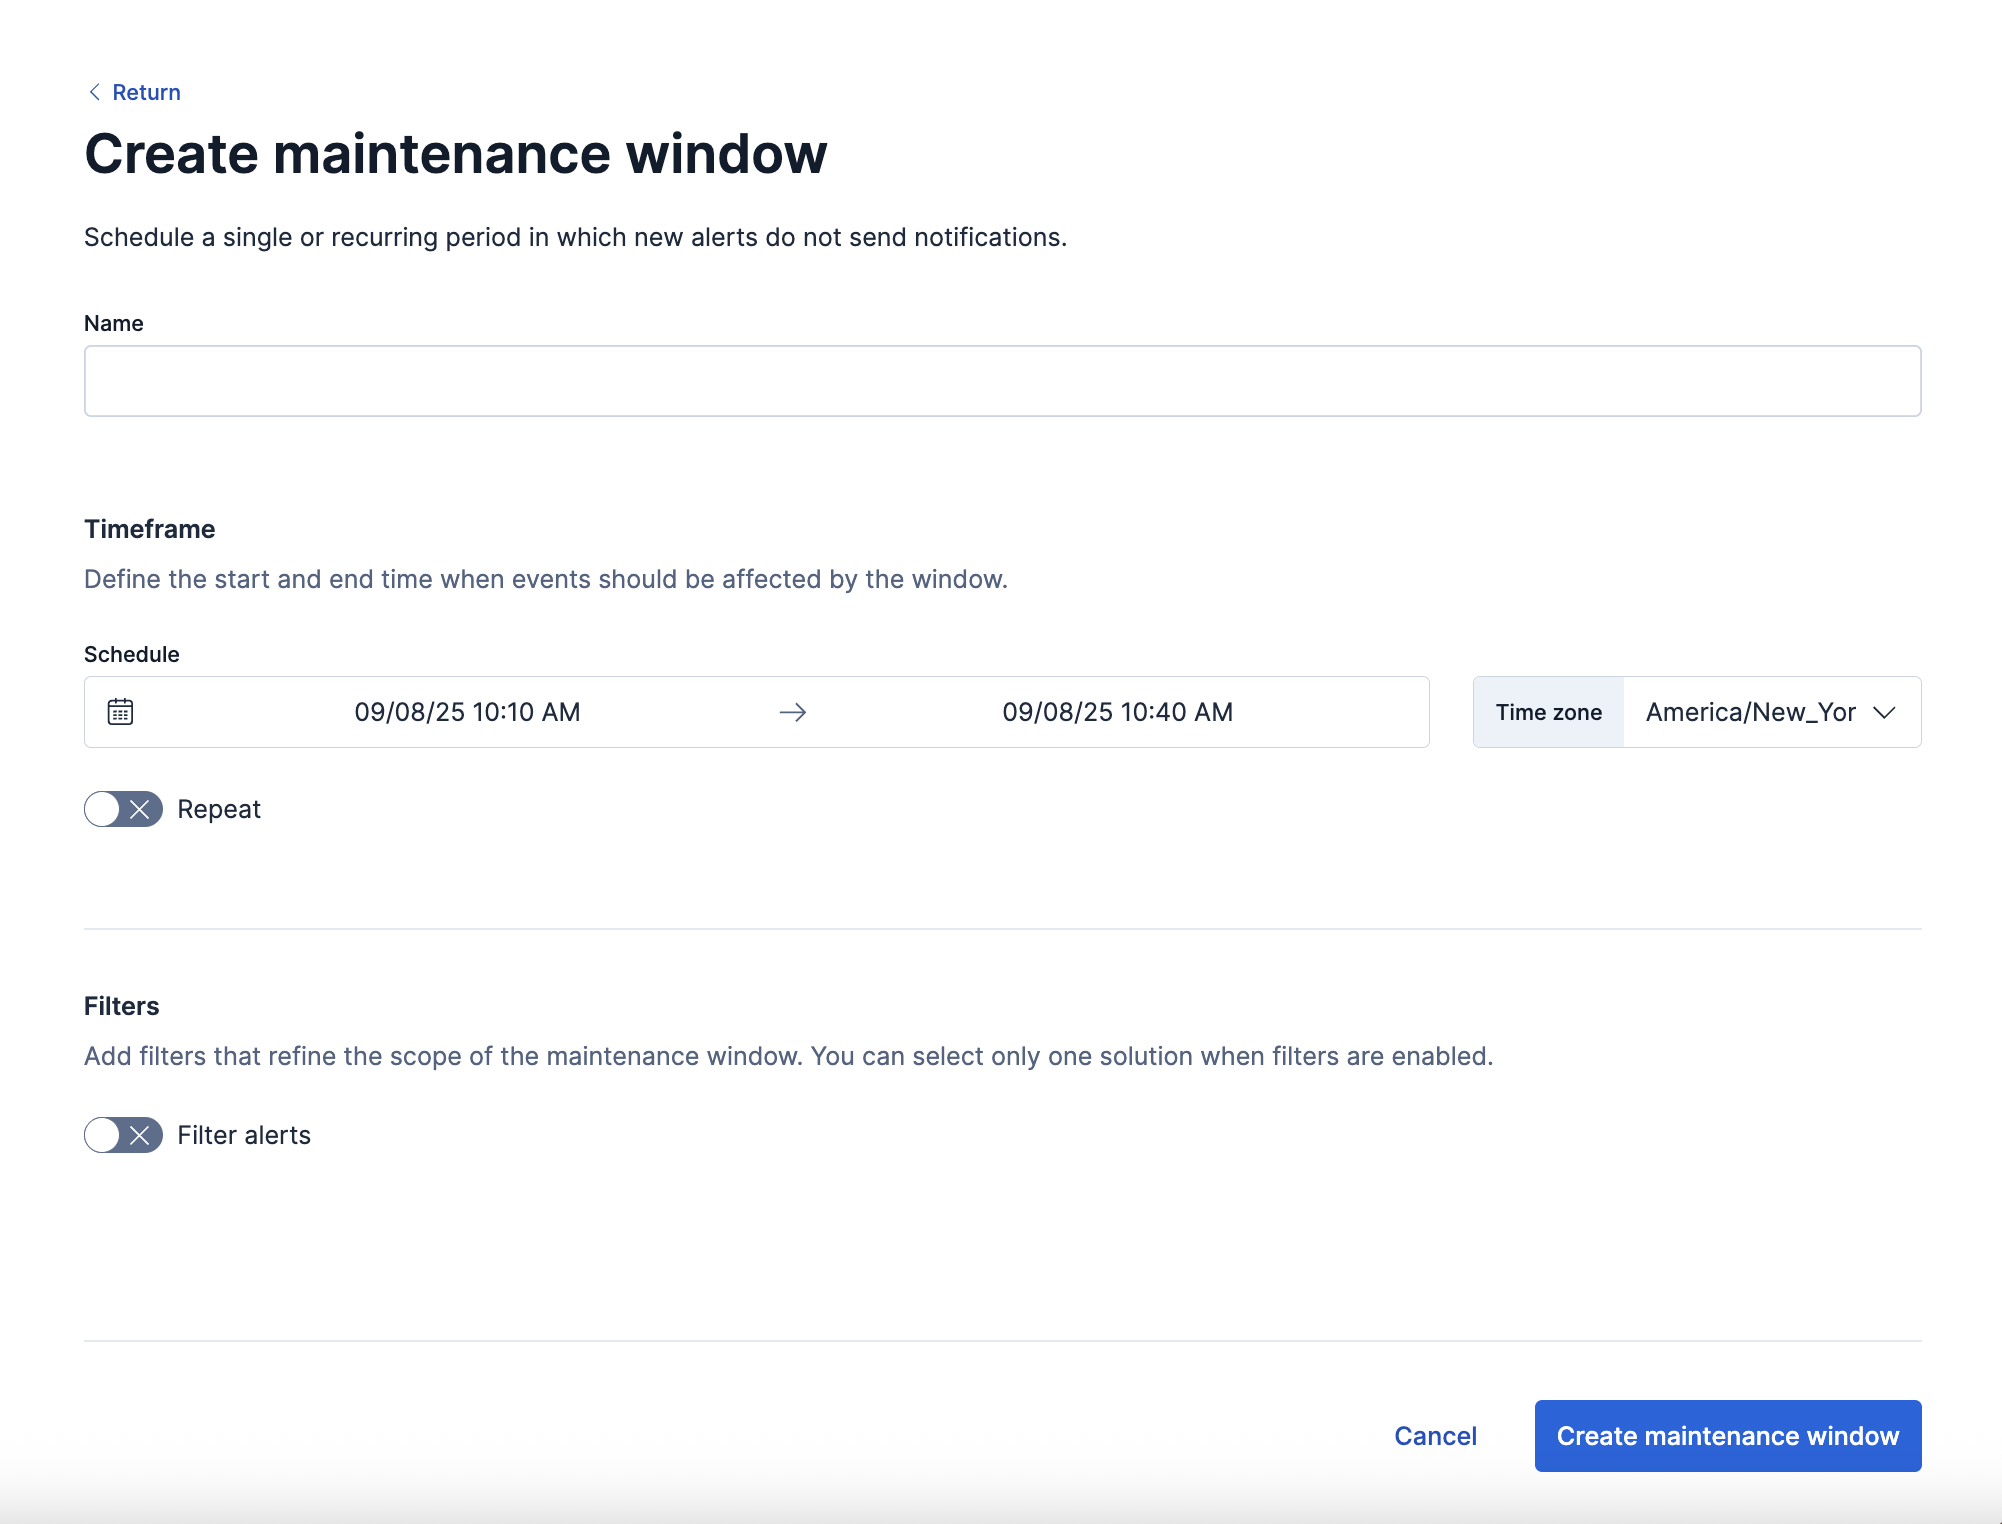 Return
Create maintenance window
Schedule a single or recurring period in which new alerts do not send notifications.
Name
Timeframe
Define the start and end time when events should be affected by the window.
Schedule
09/08/25 10:10 AM → 09/08/25 10:40 AM Time zone America/New_Yor
Repeat
Filters
Add filters that refine the scope of the maintenance window. You can select only one solution when filters are enabled.
Filter alerts
Cancel Create maintenance window